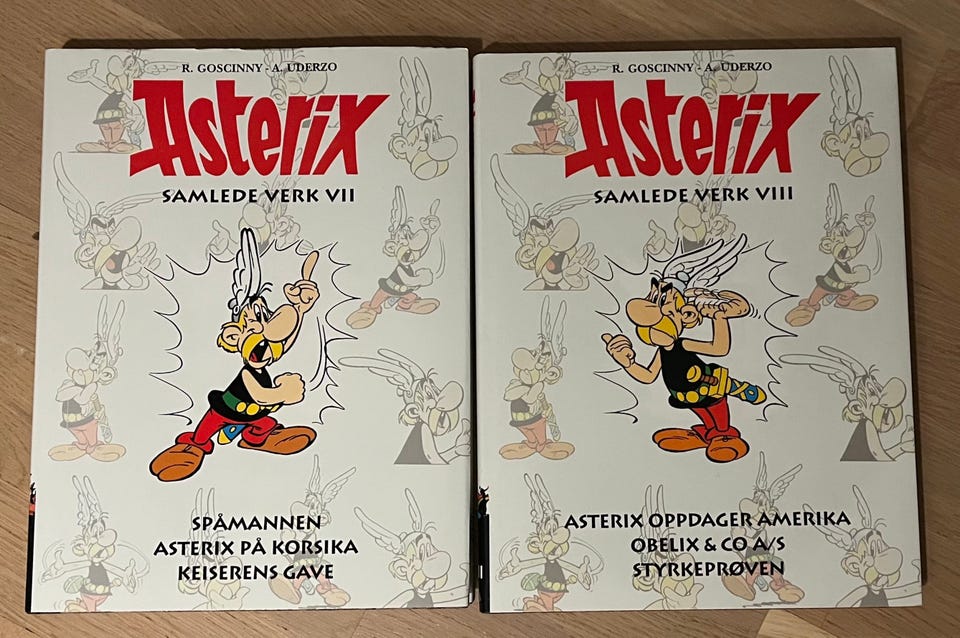 R. GOSCINNY - A. UDERZO
Asterix
SAMLEDE VERK VII
SPÅMANNEN
ASTERIX PÅ KORSIKA
KEISERENS GAVE
R. GOSCINNY - A. UDERZO
Asterix
SAMLEDE VERK VIII
ASTERIX OPPDAGER AMERIKA
OBELIX & CO A/S
STYRKEPRØVEN